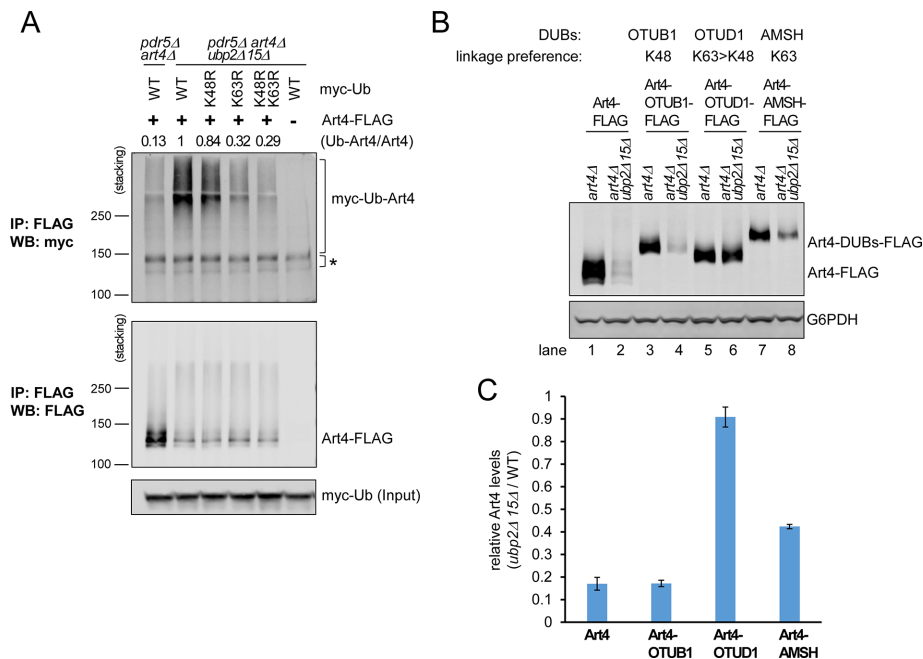 A
pdr5Δ art4Δ
pdr5Δ art4Δ ubp2Δ15Δ
WT WT K48R K63R K48R K63R WT myc-Ub
+ + + + + - Art4-FLAG
0.13 1 0.84 0.32 0.29 (Ub-Art4/Art4)
(stacking)
myc-Ub-Art4
250
IP: FLAG
WB: myc
150
*
100
(stacking)
250
IP: FLAG
WB: FLAG
150
Art4-FLAG
100
myc-Ub (Input)
B
DUBs: OTUB1 OTUD1 AMSH
linkage preference: K48 K63>K48 K63
Art4-FLAG
Art4-OTUB1-FLAG
Art4-OTUD1-FLAG
Art4-AMSH-FLAG
art4Δ art4Δ ubp2Δ15Δ art4Δ art4Δ ubp2Δ15Δ art4Δ art4Δ ubp2Δ15Δ art4Δ art4Δ ubp2Δ15Δ
Art4-DUBs-FLAG
Art4-FLAG
G6PDH
lane 1 2 3 4 5 6 7 8
C
relative Art4 levels
(ubp2Δ 15Δ / WT)
1
0.9
0.8
0.7
0.6
0.5
0.4
0.3
0.2
0.1
0
Art4 Art4-OTUB1 Art4-OTUD1 Art4-AMSH